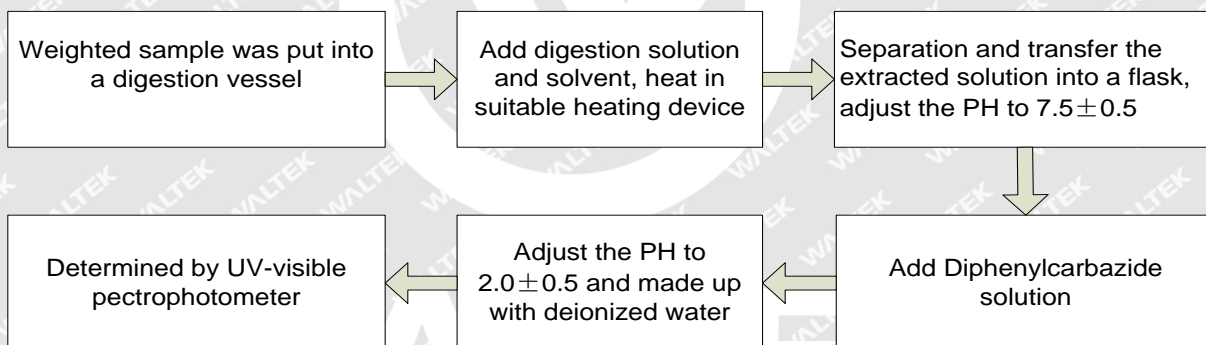 Weighted sample was put into
a digestion vessel
Add digestion solution
and solvent, heat in
suitable heating device
Separation and transfer the
extracted solution into a flask,
adjust the PH to 7.5±0.5
Add Diphenylcarbazide
solution
Adjust the PH to
2.0±0.5 and made up
with deionized water
Determined by UV-visible
pectrophotometer
WALTEK